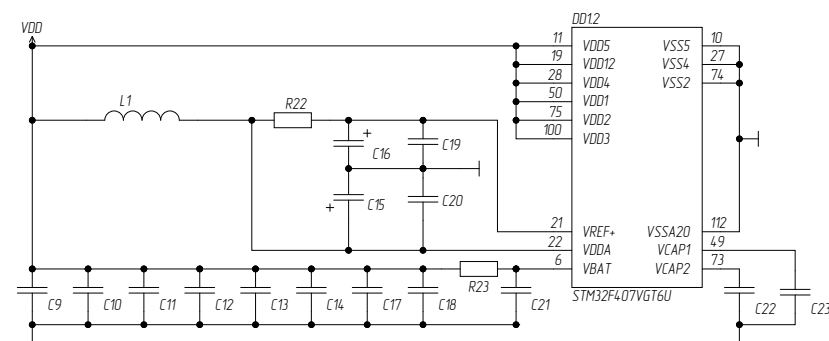 VDD
DD1.2
11 VDD5 VSS5 10
19 VDD12 VSS4 27
28 VDD4 VSS2 74
50 VDD1
75 VDD2
100 VDD3
L1
R22
C16
C19
C15
C20
21 VREF+ VSSA20 112
22 VDDA VCAP1 49
6 VBAT VCAP2 73
R23
STM32F407VGT6U
C9 C10 C11 C12 C13 C14 C17 C18 C21 C22 C23